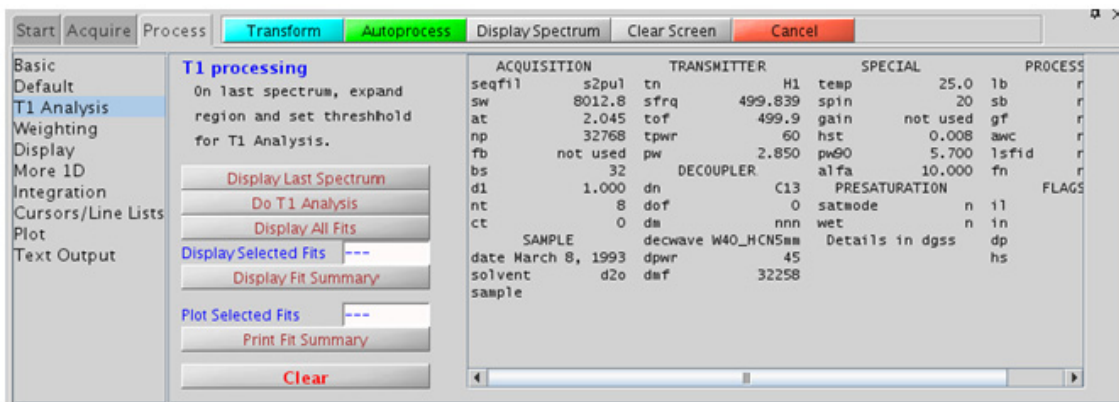 Start Acquire Process Transform Autoprocess Display Spectrum Clear Screen Cancel
Basic
Default
T1 Analysis
Weighting
Display
More 1D
Integration
Cursors/Line Lists
Plot
Text Output
T1 processing
On last spectrum, expand
region and set threshhold
for T1 Analysis.
Display Last Spectrum
Do T1 Analysis
Display All Fits
Display Selected Fits ---
Display Fit Summary
Plot Selected Fits ---
Print Fit Summary
Clear
ACQUISITION TRANSMITTER SPECIAL PROCESS
seqfil s2pul tn H1 temp 25.0 lb r
sw 8012.8 sfrq 499.839 spin 20 sb r
at 2.045 tof 499.9 gain not used gf r
np 32768 tpwr 60 hst 0.008 awc r
fb not used pw 2.850 pw90 5.700 lsfid r
bs 32 DECOUPLER alfa 10.000 fn r
d1 1.000 dn C13 PRESATURATION FLAGS
nt 8 dof 0 satmode n il
ct 0 dm nnn wet n in
SAMPLE decwave W40_HCN5mm Details in dgss dp
date March 8, 1993 dpwr 45 hs
solvent d2o dmf 32258
sample